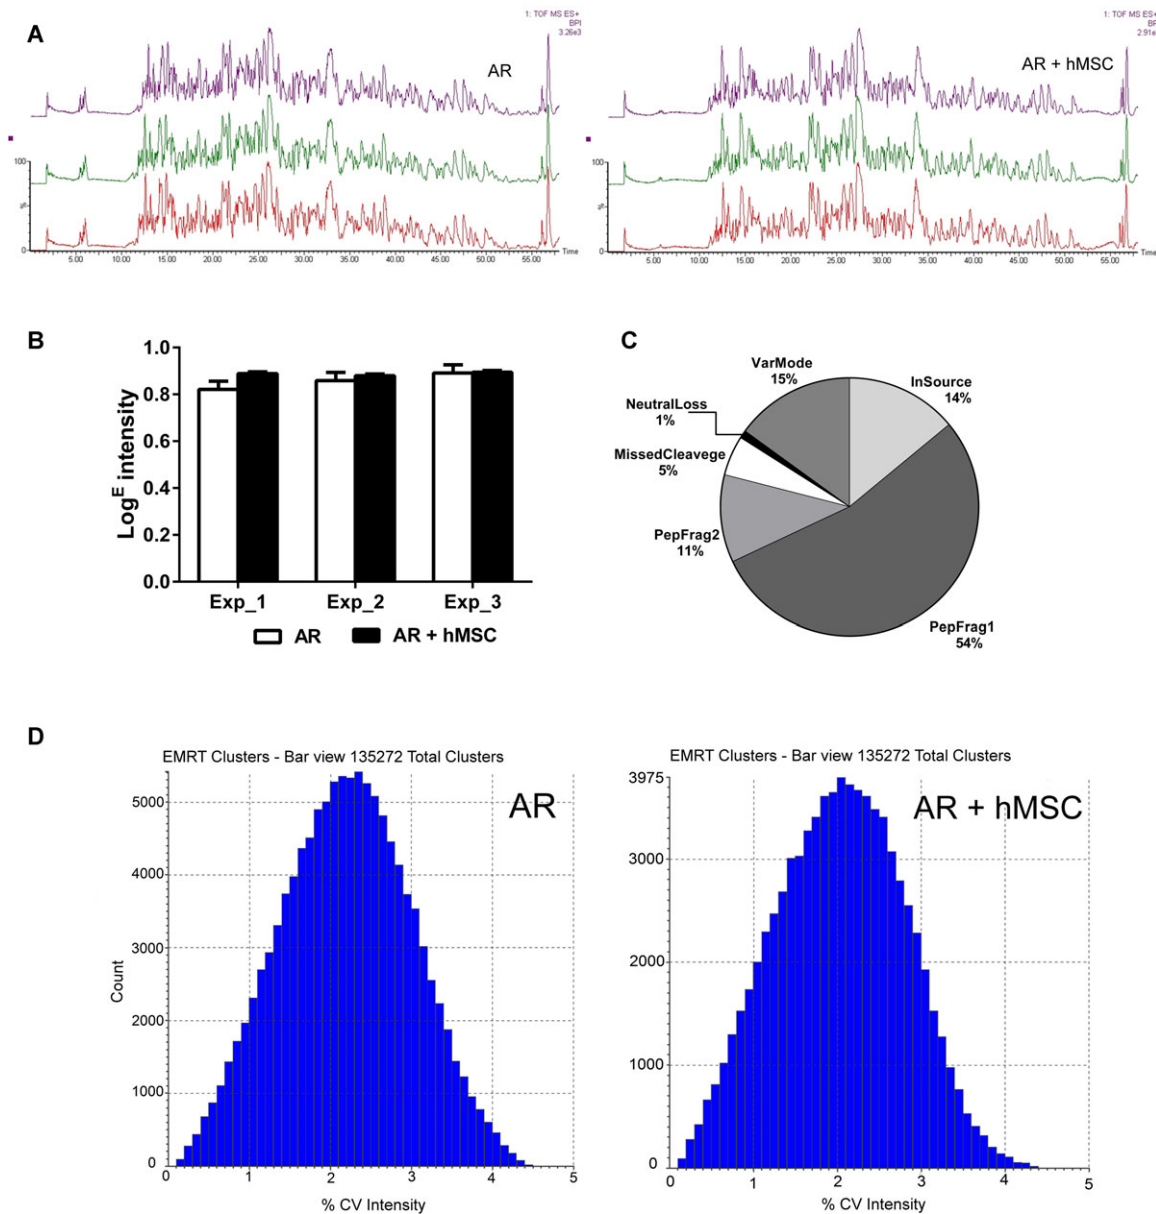 A
1: TOF MS ES+
BPI
3.26e3
AR
100
%
0
5.00 10.00 15.00 20.00 25.00 30.00 35.00 40.00 45.00 50.00 55.00
Time
1: TOF MS ES+
BPI
2.91e
AR + hMSC
100
%
0
5.00 10.00 15.00 20.00 25.00 30.00 35.00 40.00 45.00 50.00 55.00
Time
B
Log^E intensity
1.0
0.8
0.6
0.4
0.2
0.0
Exp_1 Exp_2 Exp_3
AR AR + hMSC
C
VarMode
15%
InSource
14%
NeutralLoss
1%
MissedCleavege
5%
PepFrag2
11%
PepFrag1
54%
D
EMRT Clusters - Bar view 135272 Total Clusters
AR
Count
5000
4000
3000
2000
1000
0
0 1 2 3 4 5
% CV Intensity
EMRT Clusters - Bar view 135272 Total Clusters
AR + hMSC
3975
3000
2000
1000
0
0 1 2 3 4 5
% CV Intensity